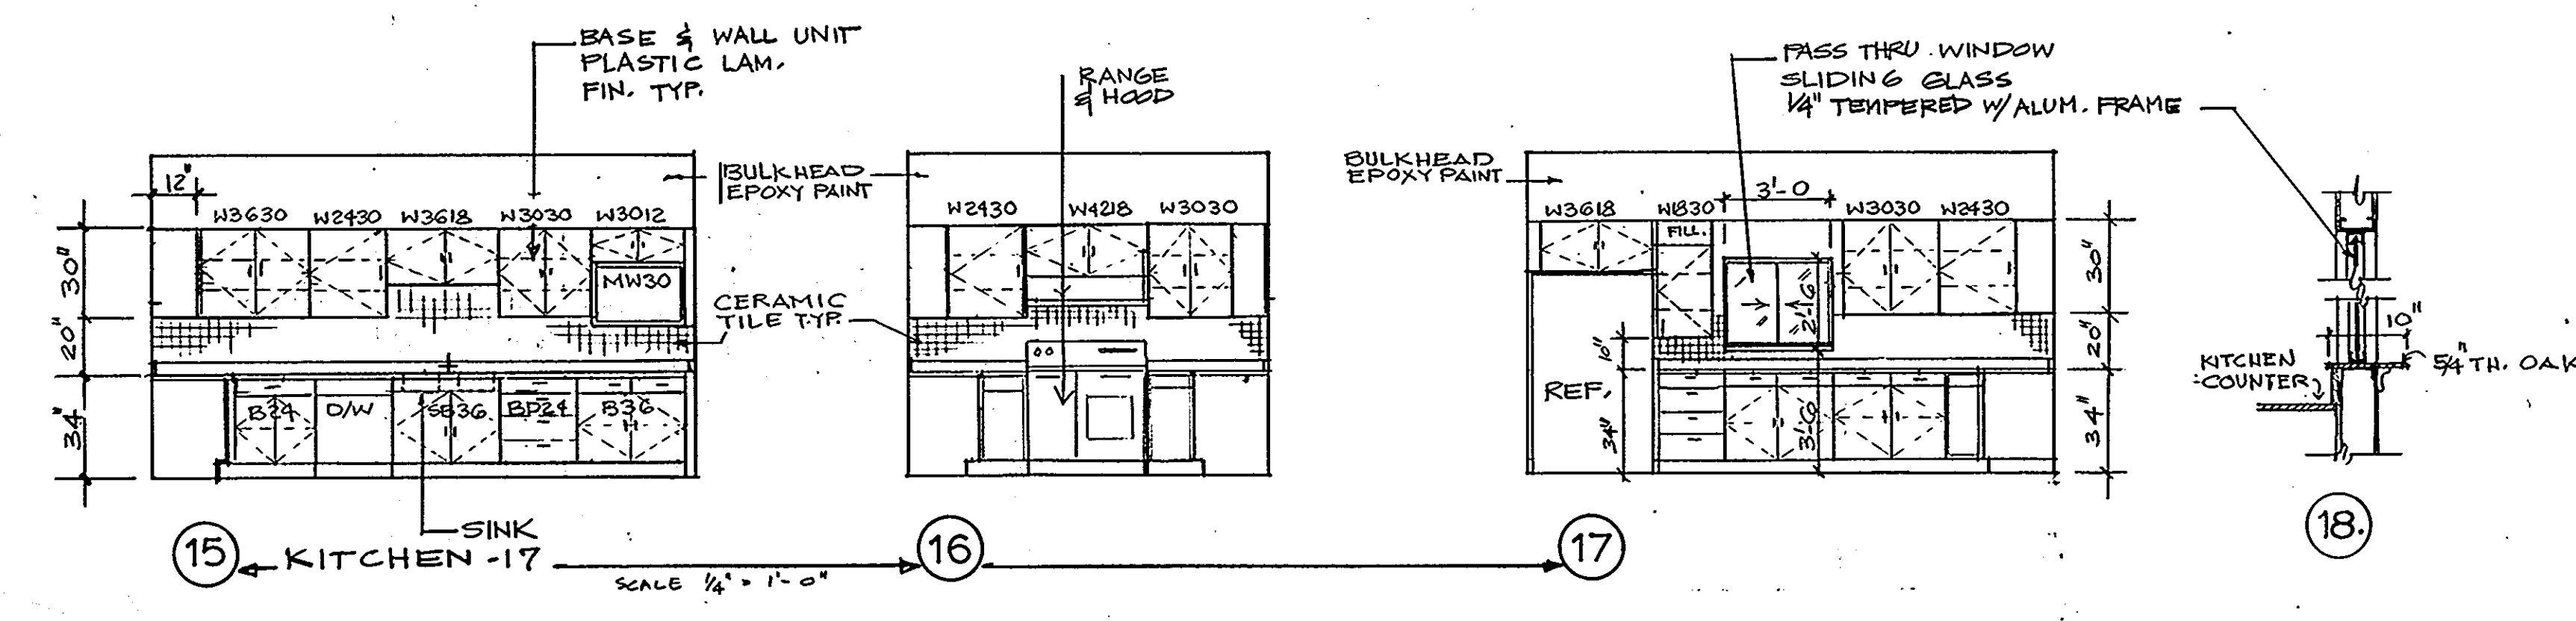 BASE & WALL UNIT
PLASTIC LAM.
FIN. TYP.
RANGE
& HOOD
PASS THRU. WINDOW
SLIDING GLASS
1/4" TEMPERED W/ALUM. FRAME
BULKHEAD
EPOXY PAINT
BULKHEAD
EPOXY PAINT
12"
W3630 W2430 W3618 W3030 W3012
30"
20"
34"
MW30
CERAMIC
TILE TYP.
B24 D/W SB36 BD24 B36
SINK
W2430 W4218 W3030
3'-0
W3618 W1830 W3030 W2430
FILL.
2'-6"
10"
REF.
34"
3'-0
30"
20"
34"
10"
KITCHEN
COUNTER
5/4" TH. OAK
15 KITCHEN -17 16 17 18.
SCALE 1/4" = 1'-0"